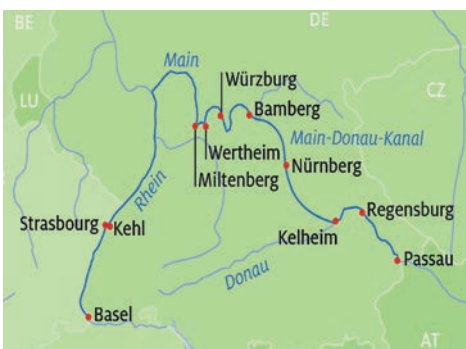 BE
DE
Main
Würzburg
LU
CZ
Bamberg
Main-Donau-Kanal
Wertheim
Nürnberg
Miltenberg
Rhein
Strasbourg
Kehl
Regensburg
Kelheim
Passau
Donau
Basel
AT